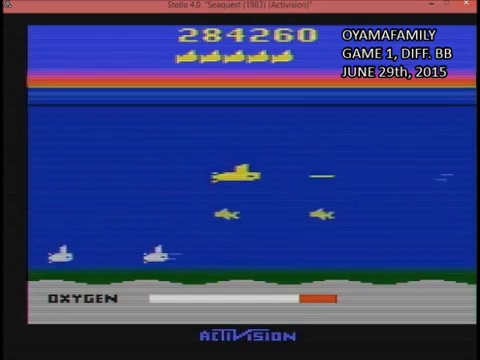 Stella 4.0: "Seaquest (1983) (Activision)"
284260
OYAMAFAMILY
GAME 1, DIFF. BB
JUNE 29th, 2015
OXYGEN
ACTIVISION